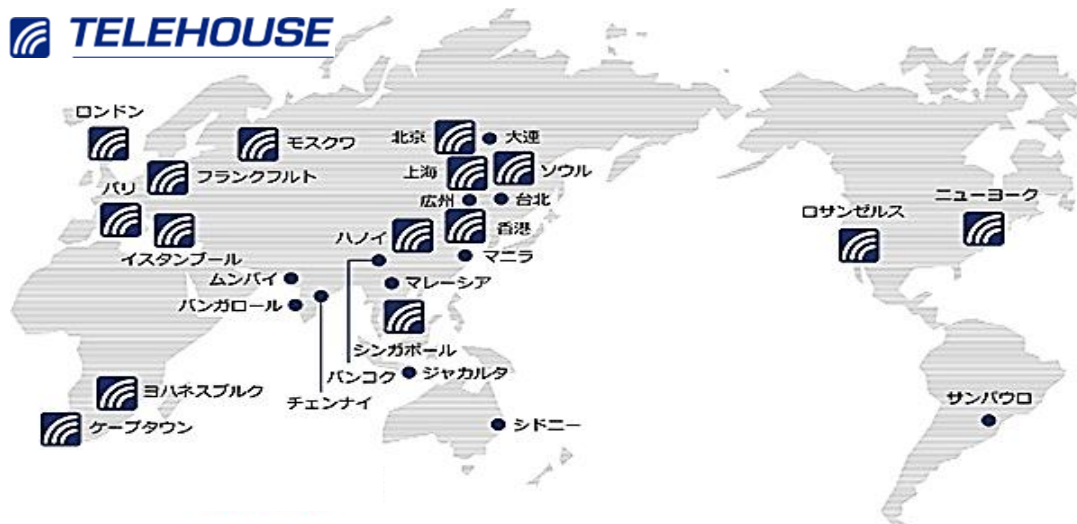 TELEHOUSE
ロンドン
モスクワ
北京
大連
フランクフルト
上海
ソウル
パリ
広州
台北
ニューヨーク
ロサンゼルス
ハノイ
香港
イスタンブール
マニラ
ムンバイ
マレーシア
バンガロール
シンガポール
バンコク
ジャカルタ
チェンナイ
ヨハネスブルク
サンパウロ
ケープタウン
シドニー